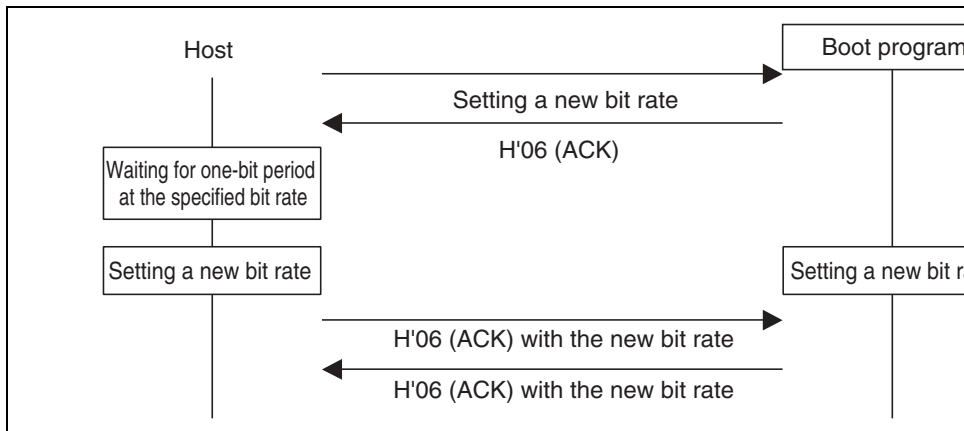 Host
Boot program
Setting a new bit rate
H'06 (ACK)
Waiting for one-bit period
at the specified bit rate
Setting a new bit rate
Setting a new bit
H'06 (ACK) with the new bit rate
H'06 (ACK) with the new bit rate